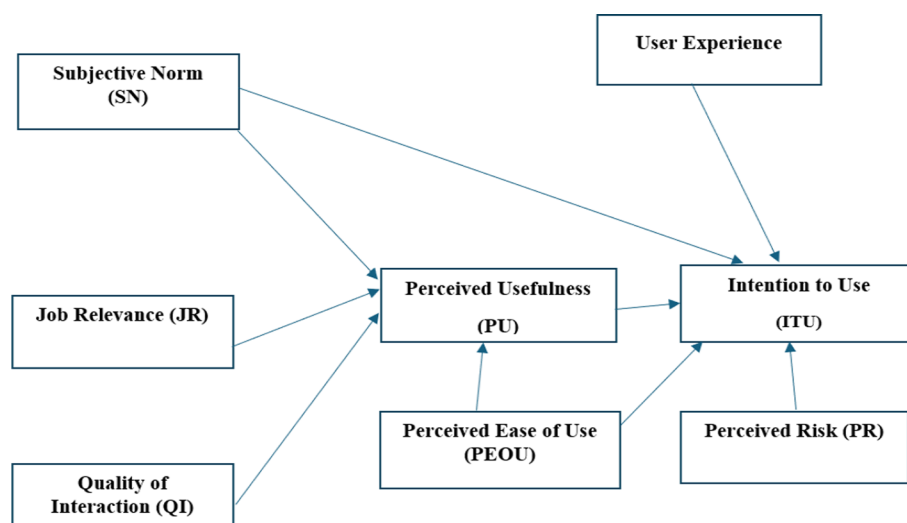 User Experience
Subjective Norm
(SN)
Perceived Usefulness
(PU)
Intention to Use
(ITU)
Job Relevance (JR)
Perceived Ease of Use
(PEOU)
Perceived Risk (PR)
Quality of
Interaction (QI)